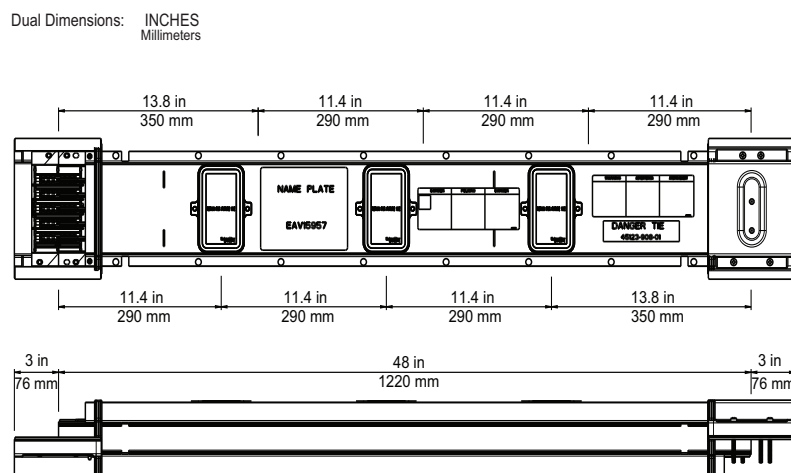 Dual Dimensions: INCHES
Millimeters
13.8 in 11.4 in 11.4 in 11.4 in
350 mm 290 mm 290 mm 290 mm
NAME PLATE
EAV15957
DANGER TIE
45123-908-01
11.4 in 11.4 in 11.4 in 13.8 in
290 mm 290 mm 290 mm 350 mm
3 in 48 in 3 in
76 mm 1220 mm 76 mm